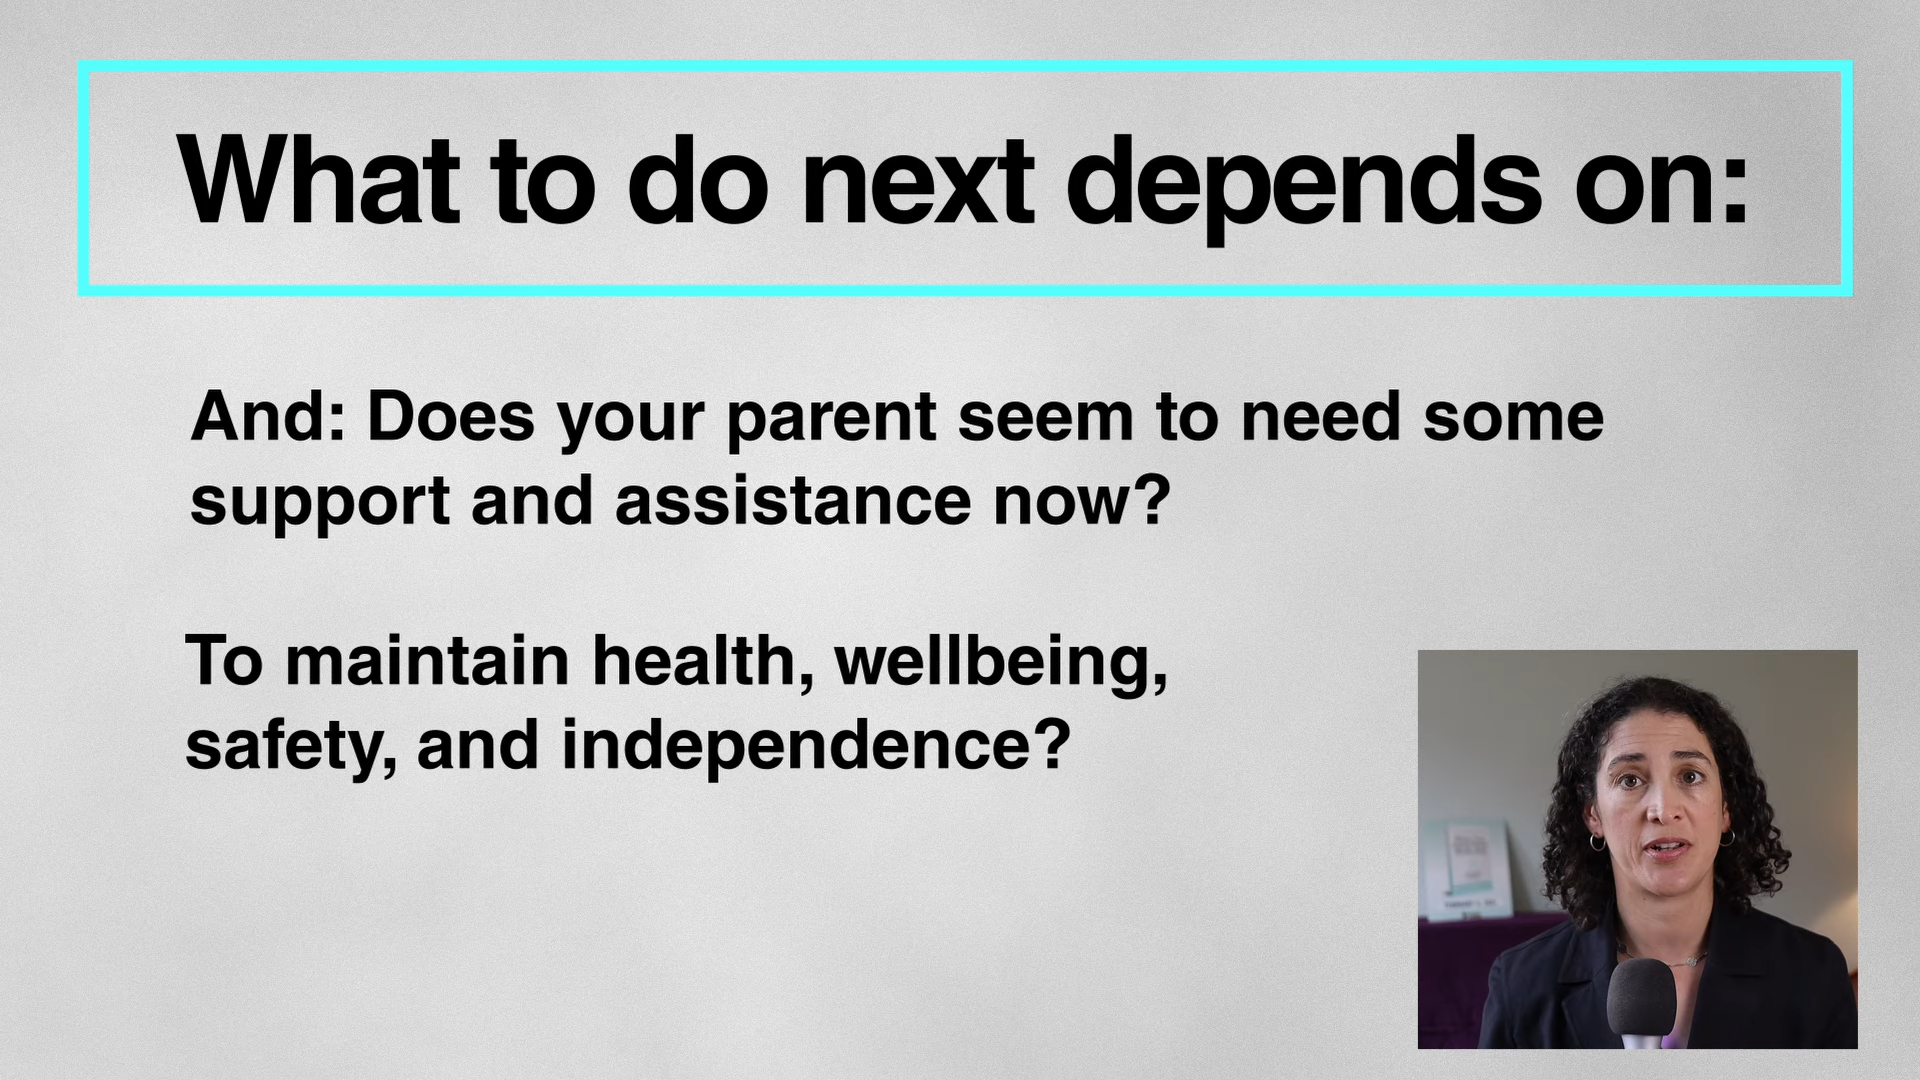 What to do next depends on:
And: Does your parent seem to need some
support and assistance now?
To maintain health, wellbeing,
safety, and independence?